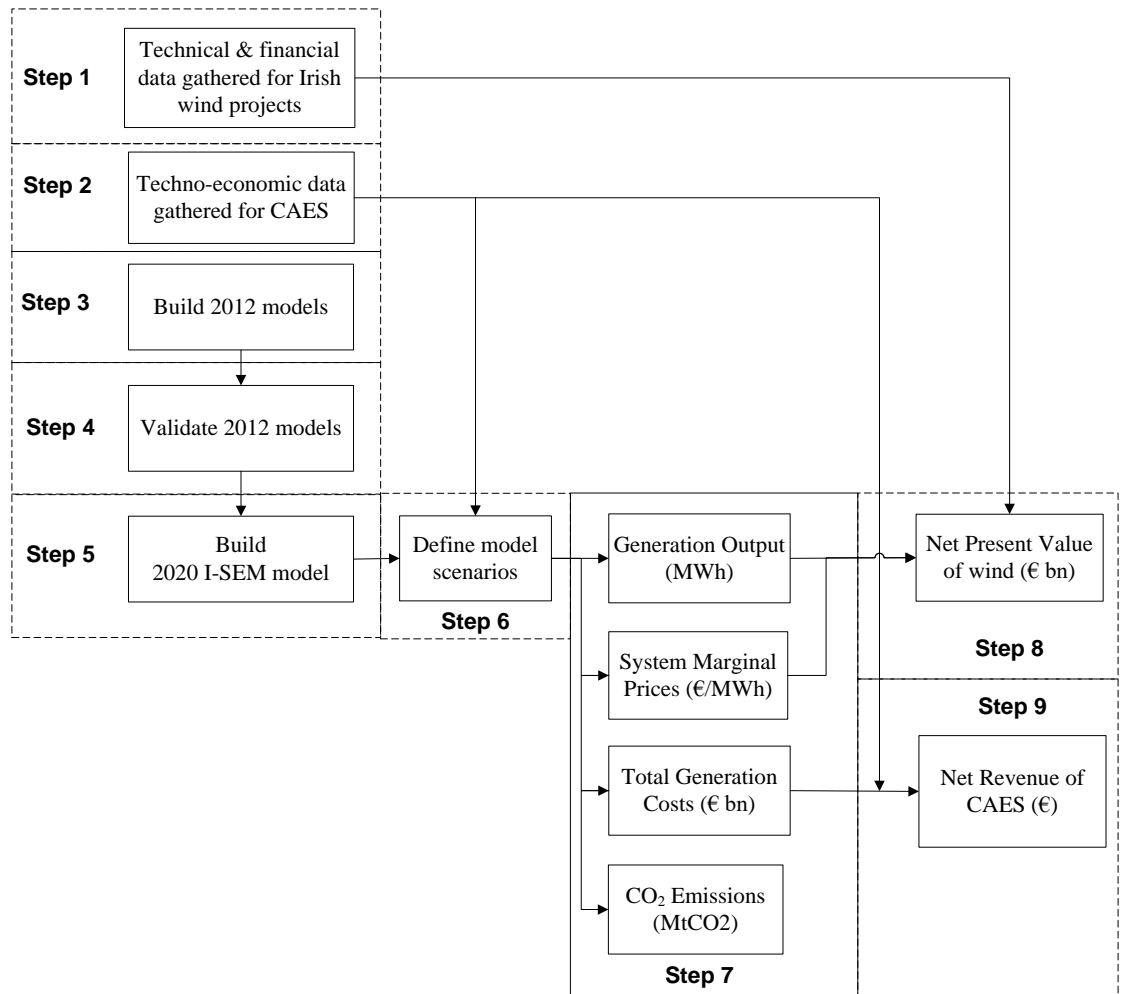 Step 1
Technical & financial
data gathered for Irish
wind projects
Step 2
Techno-economic data
gathered for CAES
Step 3
Build 2012 models
Step 4
Validate 2012 models
Step 5
Build
2020 I-SEM model
Define model
scenarios
Step 6
Generation Output
(MWh)
System Marginal
Prices (€/MWh)
Total Generation
Costs (€ bn)
CO₂ Emissions
(MtCO2)
Step 7
Net Present Value
of wind (€ bn)
Step 8
Step 9
Net Revenue of
CAES (€)